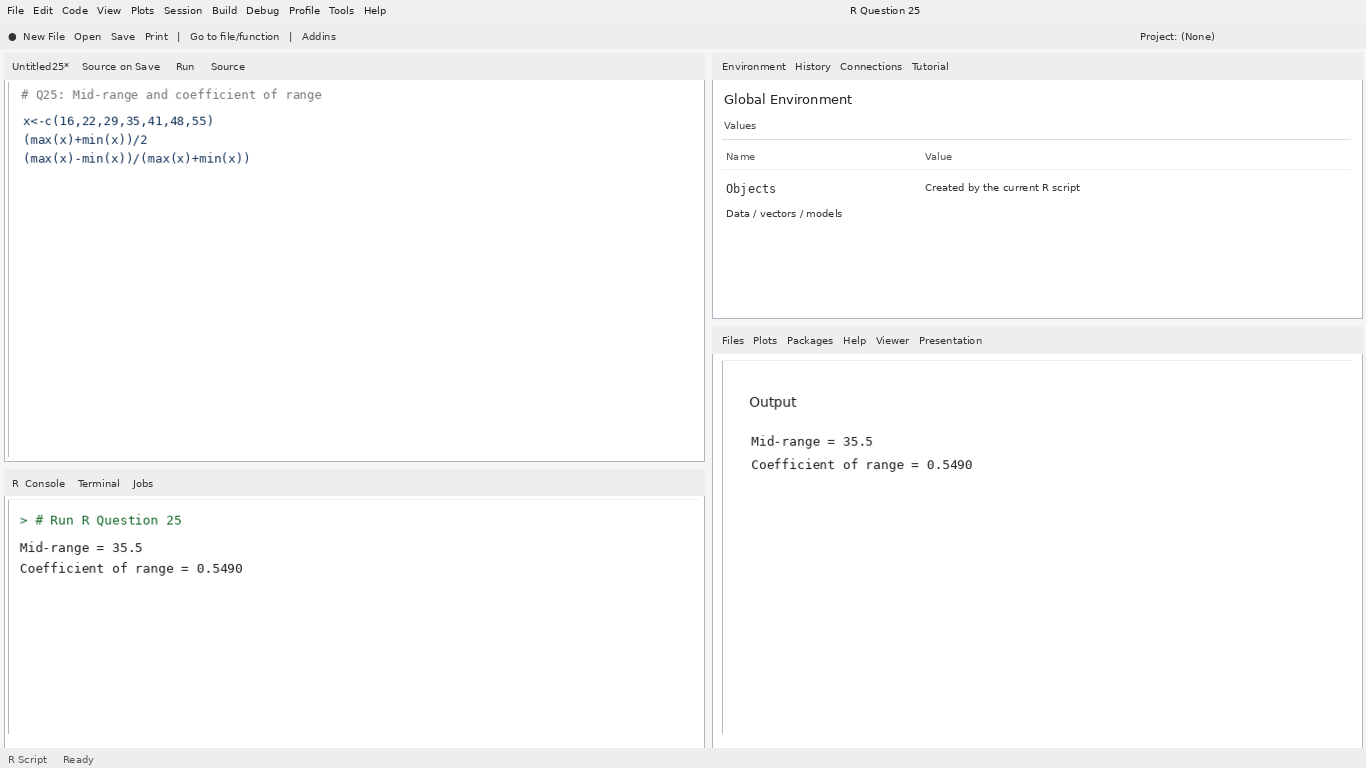 File Edit Code View Plots Session Build Debug Profile Tools Help
R Question 25
● New File Open Save Print | Go to file/function | Addins
Project: (None)
Untitled25* Source on Save Run Source
# Q25: Mid-range and coefficient of range
x<-c(16,22,29,35,41,48,55)
(max(x)+min(x))/2
(max(x)-min(x))/(max(x)+min(x))
R Console Terminal Jobs
> # Run R Question 25
Mid-range = 35.5
Coefficient of range = 0.5490
Environment History Connections Tutorial
Global Environment
Values
Name Value
Objects Created by the current R script
Data / vectors / models
Files Plots Packages Help Viewer Presentation
Output
Mid-range = 35.5
Coefficient of range = 0.5490
R Script Ready